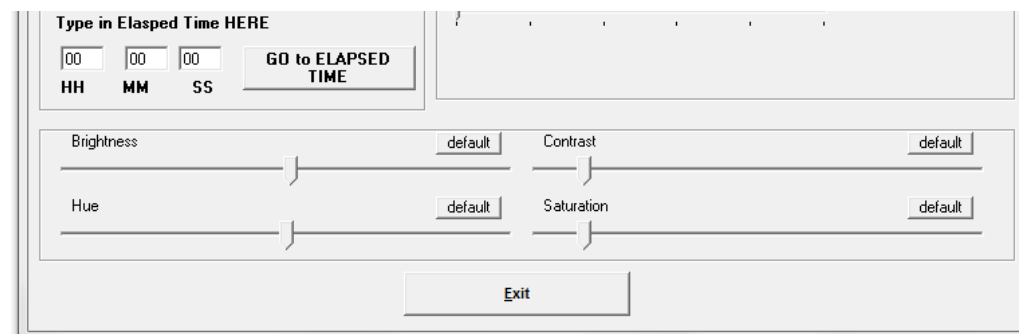 Type in Elasped Time HERE
00 00 00 GO to ELAPSED
TIME
HH MM SS
Brightness default Contrast default
Hue default Saturation default
Exit